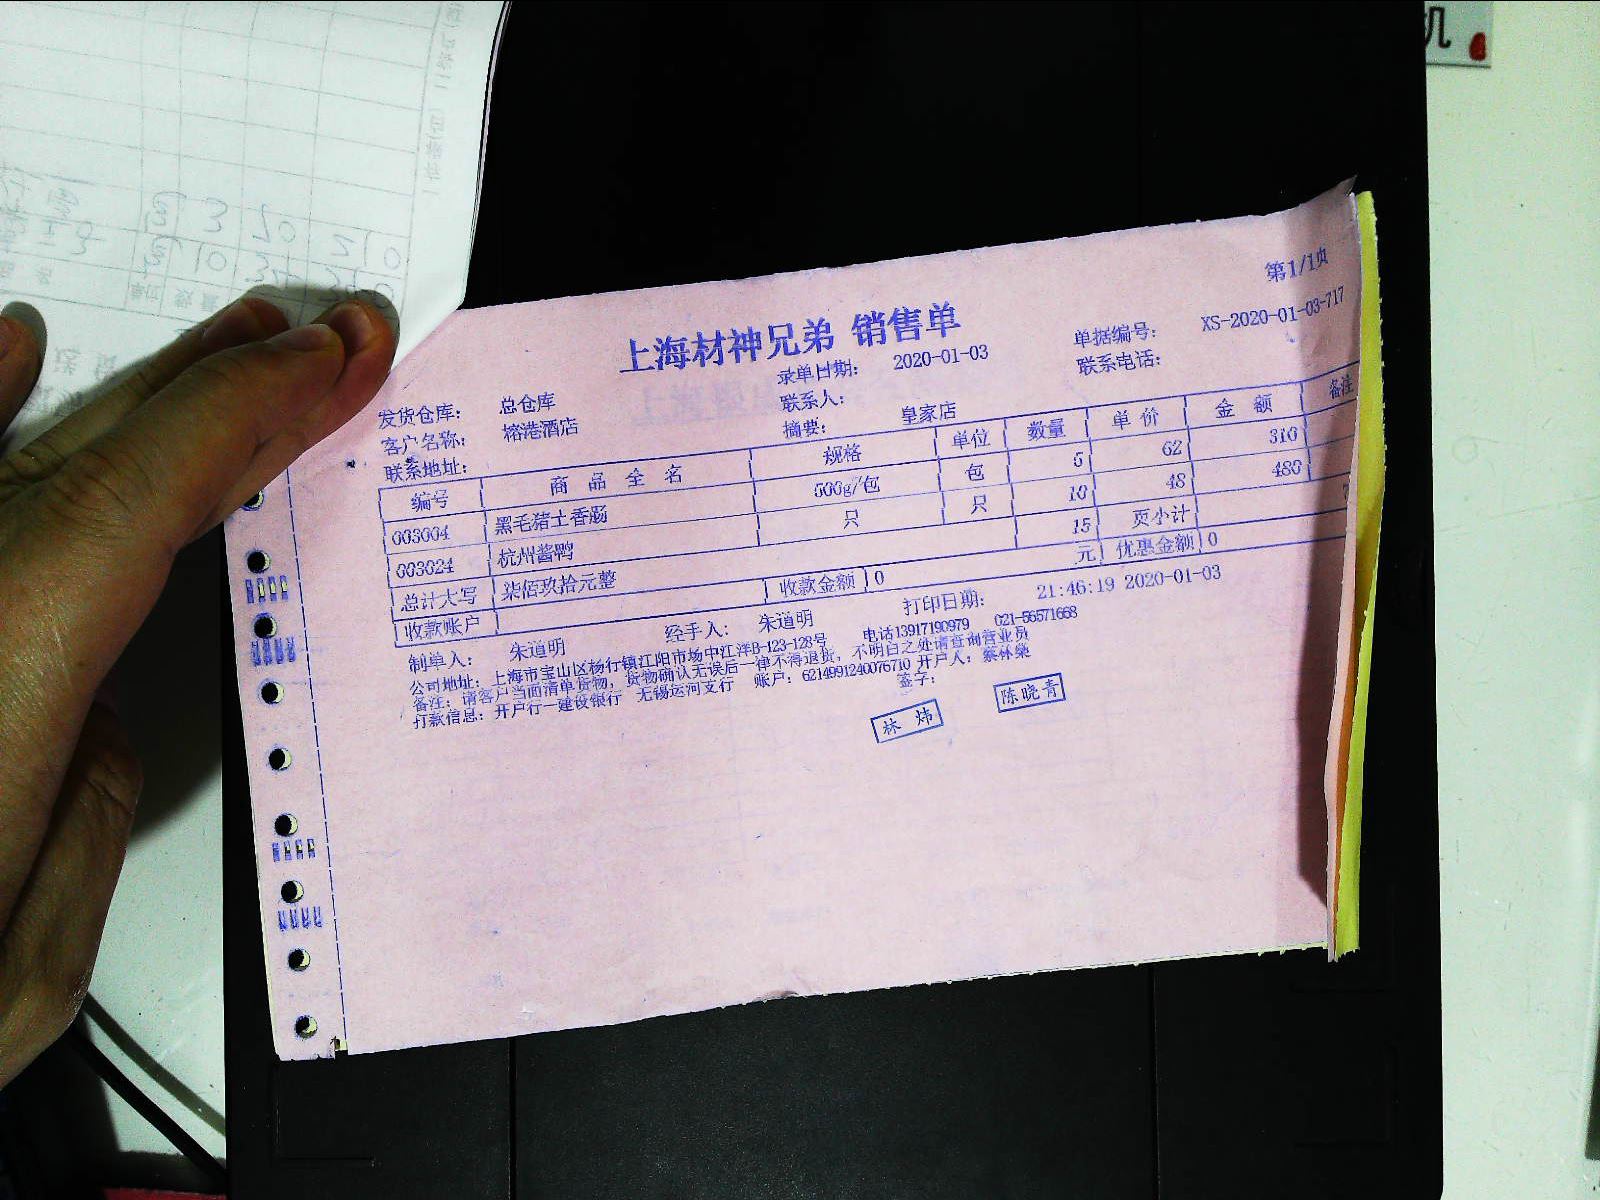 第1/1页
上海材神兄弟 销售单
录单日期: 2020-01-03 单据编号: XS-2020-01-03-717
发货仓库: 总仓库 联系人: 联系电话:
客户名称: 榕港酒店 摘要: 皇家店
联系地址:
编号 商品全名 规格 单位 数量 单价 金额 备注
003004 黑毛猪土香肠 500g/包 包 5 62 310
003024 杭州酱鸭 只 只 10 48 480
总计大写 柒佰玖拾元整 15 页小计
收款账户 收款金额 0 元 优惠金额 0
制单人: 朱道明 经手人: 朱道明 打印日期: 21:46:19 2020-01-03
公司地址: 上海市宝山区杨行镇江阳市场中江洋B-123-128号 电话13917190979 021-56571668
备注: 请客户当面清单货物, 货物确认无误后一律不得退货, 不明白之处请查询营业员
打款信息: 开户行—建设银行 无锡运河支行 账户: 6214991240076710 开户人: 蔡林燊
签字:
林炜
陈晓青
机
3 70 210
10